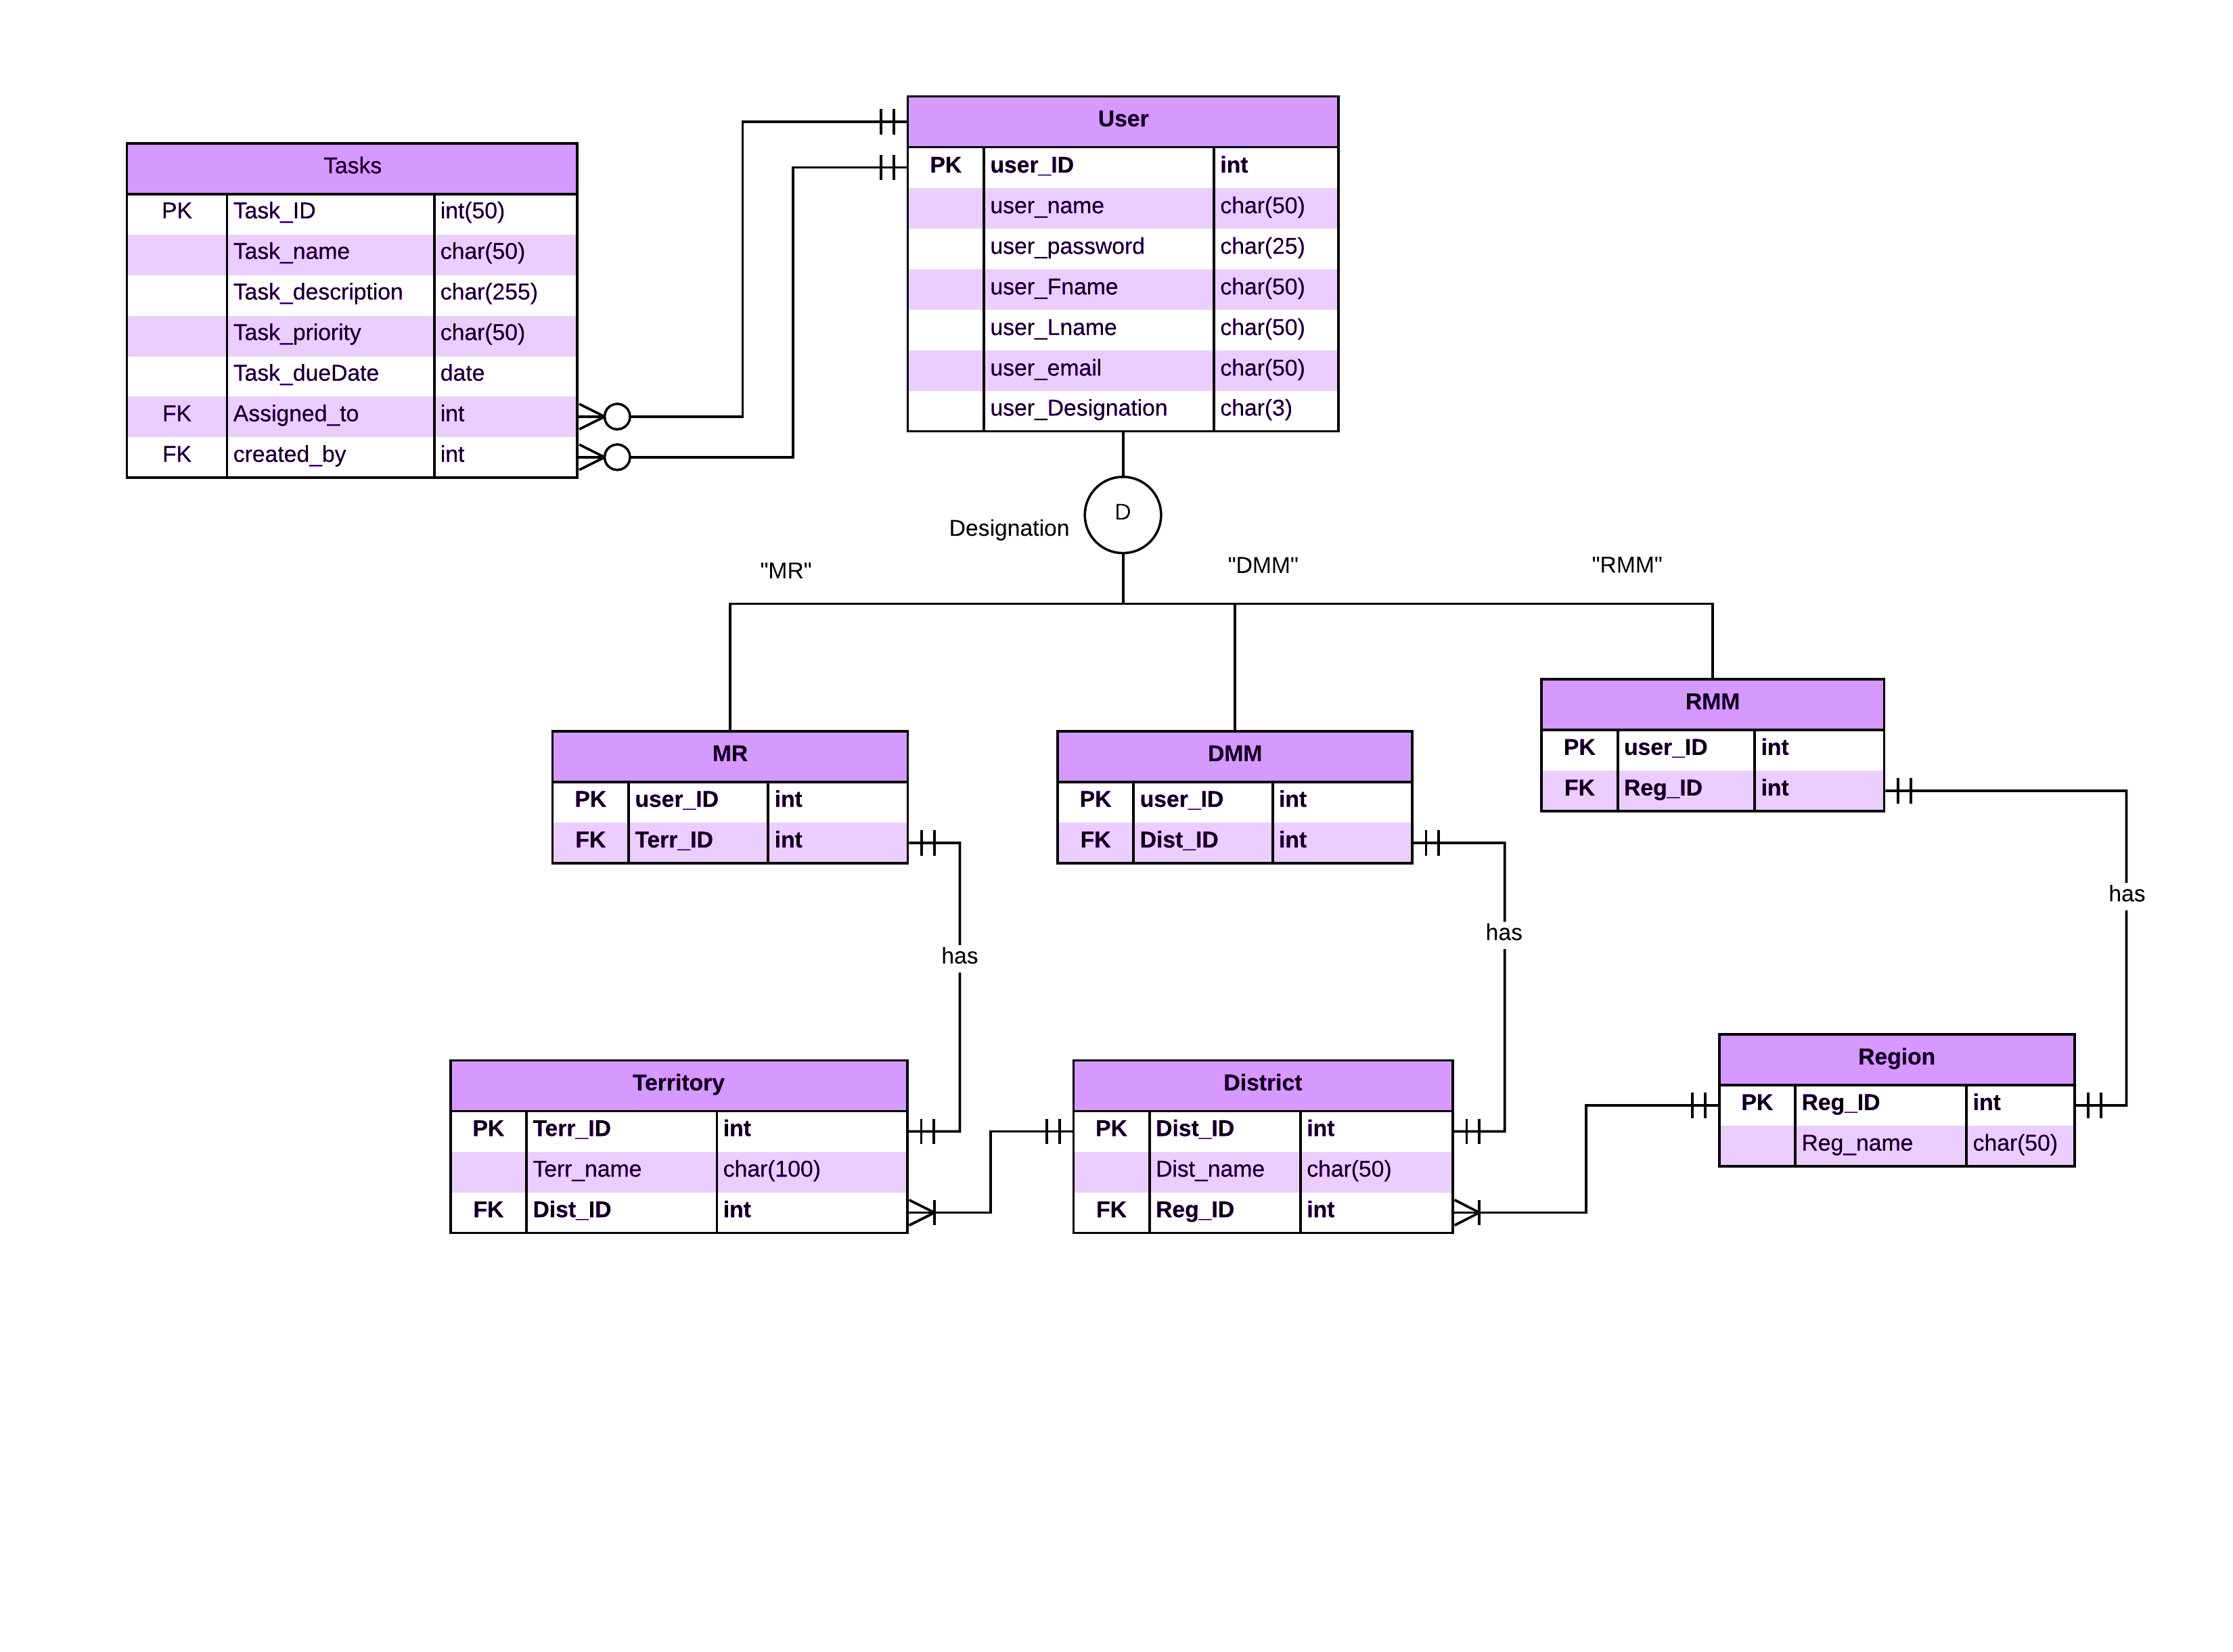 User
PK user_ID int
user_name char(50)
user_password char(25)
user_Fname char(50)
user_Lname char(50)
user_email char(50)
user_Designation char(3)
Tasks
PK Task_ID int(50)
Task_name char(50)
Task_description char(255)
Task_priority char(50)
Task_dueDate date
FK Assigned_to int
FK created_by int
D
Designation
"MR"
"DMM"
"RMM"
MR
PK user_ID int
FK Terr_ID int
DMM
PK user_ID int
FK Dist_ID int
RMM
PK user_ID int
FK Reg_ID int
has
has
has
Territory
PK Terr_ID int
Terr_name char(100)
FK Dist_ID int
District
PK Dist_ID int
Dist_name char(50)
FK Reg_ID int
Region
PK Reg_ID int
Reg_name char(50)